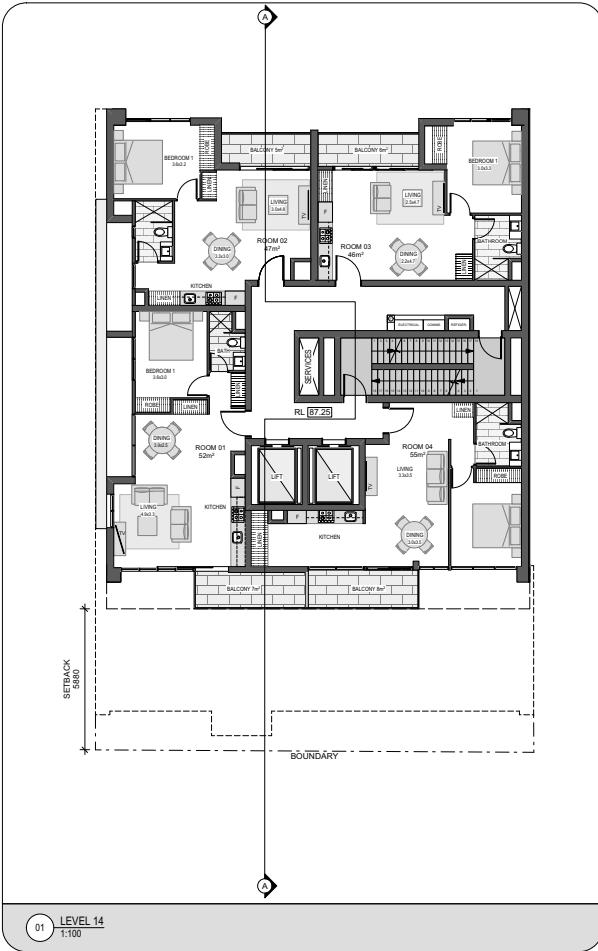 A
BEDROOM 1
3.6x3.2
ROBE
LINEN
BALCONY 5m²
BALCONY 6m²
LINEN
ROBE
BEDROOM 1
3.0x3.3
LIVING
3.0x4.8
TV
LIVING
2.5x4.7
TV
F
DINING
3.3x3.0
ROOM 02
47m²
ROOM 03
46m²
DINING
2.2x4.7
BATHROOM
LINEN
KITCHEN
LINEN
F
ELECTRICAL
COMMS
BEDROOM 1
3.6x3.0
BATH
LINEN
ROBE
LINEN
SERVICES
RL 87.25
LINEN
BATHROOM
DINING
ROOM 01
52m²
ROOM 04
55m²
LIVING
3.3x3.5
ROBE
LIFT
LIFT
TV
LIVING
4.9x3.3
TV
KITCHEN
F
F
LINEN
KITCHEN
DINING
3.0x3.5
BALCONY 7m²
BALCONY 8m²
SETBACK
5880
BOUNDARY
A
01
LEVEL 14
1:100